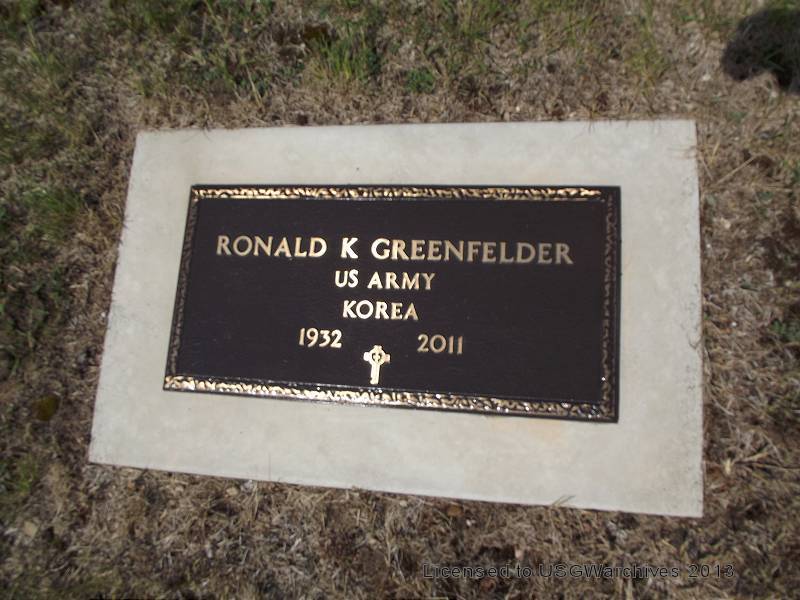 RONALD K GREENFELDER
US ARMY
KOREA
1932 2011
Licensed to USGWarchives 2013